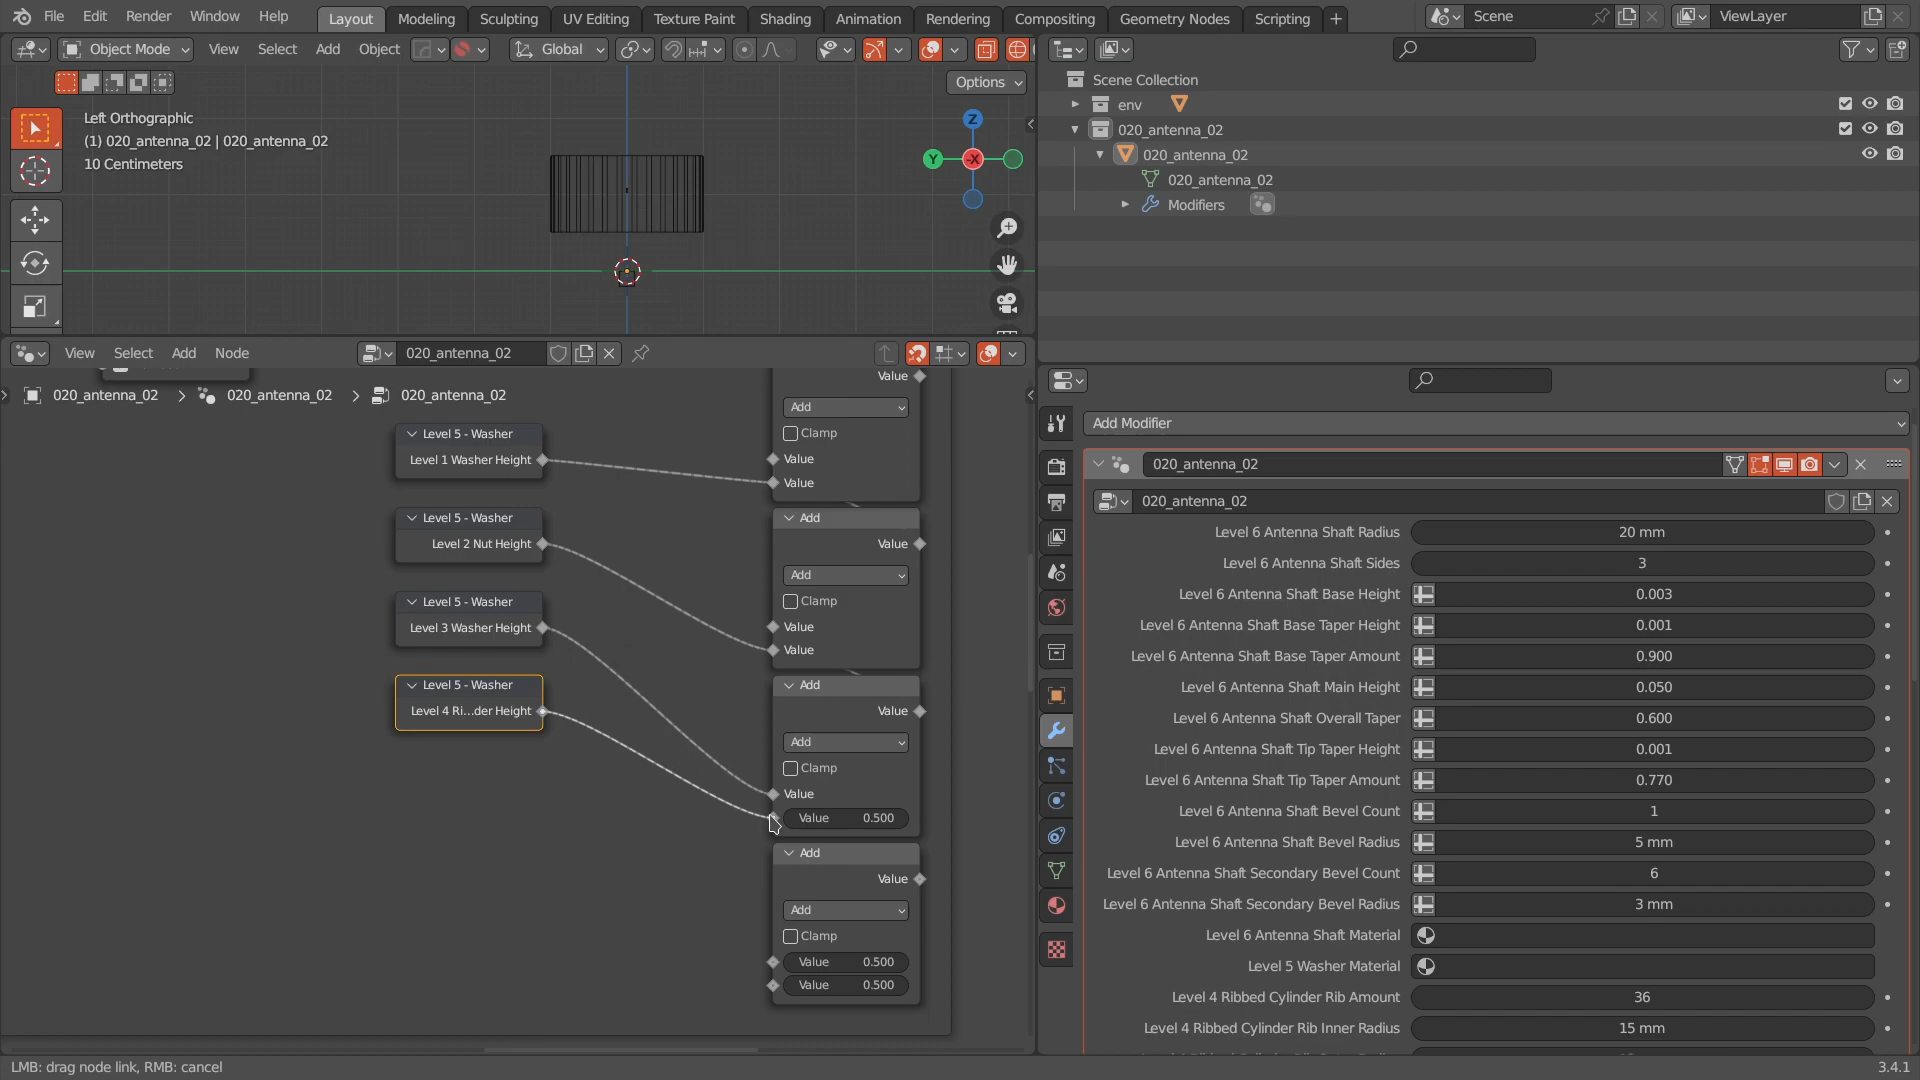 File Edit Render Window Help Layout Modeling Sculpting UV Editing Texture Paint Shading Animation Rendering Compositing Geometry Nodes Scripting + Scene ViewLayer
Object Mode View Select Add Object Global
Options
Left Orthographic
(1) 020_antenna_02 | 020_antenna_02
10 Centimeters
Z
Y
-X
Scene Collection
env
020_antenna_02
020_antenna_02
020_antenna_02
Modifiers
View Select Add Node 020_antenna_02
020_antenna_02 > 020_antenna_02 > 020_antenna_02
Level 5 - Washer
Level 1 Washer Height
Level 5 - Washer
Level 2 Nut Height
Level 5 - Washer
Level 3 Washer Height
Level 5 - Washer
Level 4 Ri...der Height
Value
Add
Clamp
Value
Value
Add
Value
Add
Clamp
Value
Value
Add
Value
Add
Clamp
Value
Value 0.500
Add
Value
Add
Clamp
Value 0.500
Value 0.500
Add Modifier
020_antenna_02
020_antenna_02
Level 6 Antenna Shaft Radius 20 mm
Level 6 Antenna Shaft Sides 3
Level 6 Antenna Shaft Base Height 0.003
Level 6 Antenna Shaft Base Taper Height 0.001
Level 6 Antenna Shaft Base Taper Amount 0.900
Level 6 Antenna Shaft Main Height 0.050
Level 6 Antenna Shaft Overall Taper 0.600
Level 6 Antenna Shaft Tip Taper Height 0.001
Level 6 Antenna Shaft Tip Taper Amount 0.770
Level 6 Antenna Shaft Bevel Count 1
Level 6 Antenna Shaft Bevel Radius 5 mm
Level 6 Antenna Shaft Secondary Bevel Count 6
Level 6 Antenna Shaft Secondary Bevel Radius 3 mm
Level 6 Antenna Shaft Material
Level 5 Washer Material
Level 4 Ribbed Cylinder Rib Amount 36
Level 4 Ribbed Cylinder Rib Inner Radius 15 mm
LMB: drag node link, RMB: cancel
3.4.1